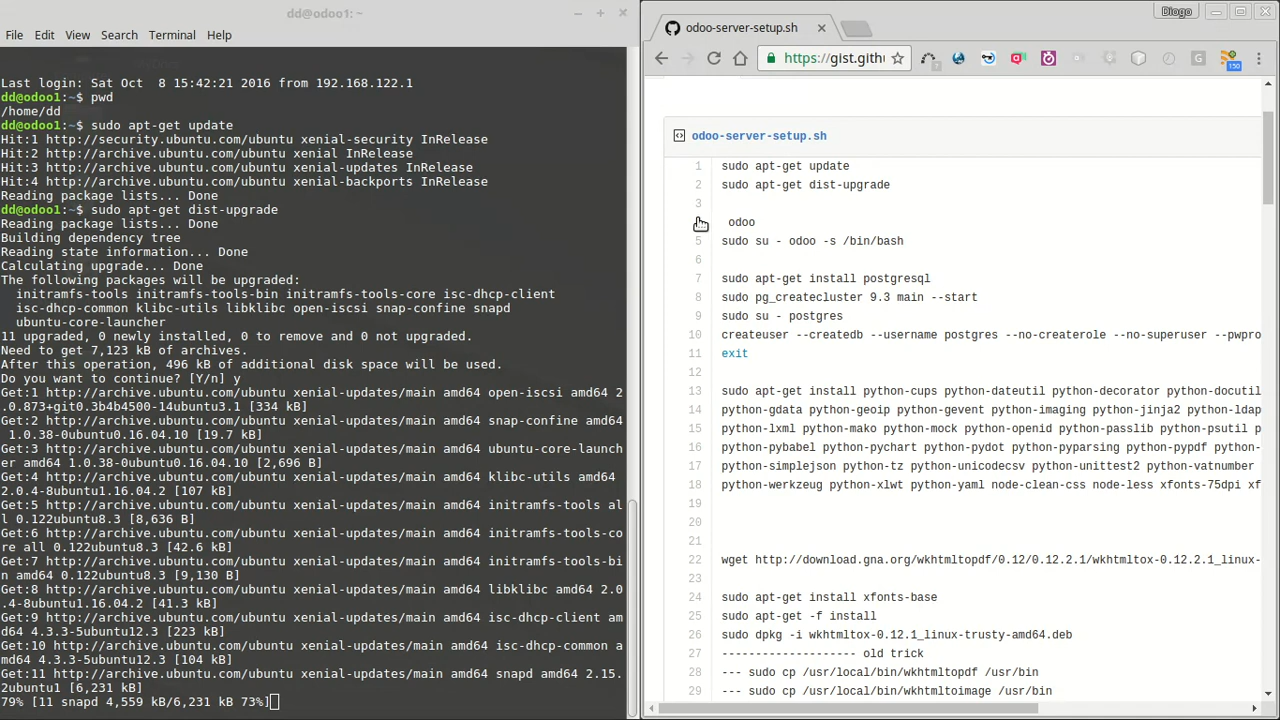 dd@odoo1: ~
File Edit View Search Terminal Help
Last login: Sat Oct  8 15:42:21 2016 from 192.168.122.1
dd@odoo1:~$ pwd
/home/dd
dd@odoo1:~$ sudo apt-get update
Hit:1 http://security.ubuntu.com/ubuntu xenial-security InRelease
Hit:2 http://archive.ubuntu.com/ubuntu xenial InRelease
Hit:3 http://archive.ubuntu.com/ubuntu xenial-updates InRelease
Hit:4 http://archive.ubuntu.com/ubuntu xenial-backports InRelease
Reading package lists... Done
dd@odoo1:~$ sudo apt-get dist-upgrade
Reading package lists... Done
Building dependency tree
Reading state information... Done
Calculating upgrade... Done
The following packages will be upgraded:
  initramfs-tools initramfs-tools-bin initramfs-tools-core isc-dhcp-client
  isc-dhcp-common klibc-utils libklibc open-iscsi snap-confine snapd
  ubuntu-core-launcher
11 upgraded, 0 newly installed, 0 to remove and 0 not upgraded.
Need to get 7,123 kB of archives.
After this operation, 496 kB of additional disk space will be used.
Do you want to continue? [Y/n] y
Get:1 http://archive.ubuntu.com/ubuntu xenial-updates/main amd64 open-iscsi amd64 2
.0.873+git0.3b4b4500-14ubuntu3.1 [334 kB]
Get:2 http://archive.ubuntu.com/ubuntu xenial-updates/main amd64 snap-confine amd64
 1.0.38-0ubuntu0.16.04.10 [19.7 kB]
Get:3 http://archive.ubuntu.com/ubuntu xenial-updates/main amd64 ubuntu-core-launch
er amd64 1.0.38-0ubuntu0.16.04.10 [2,696 B]
Get:4 http://archive.ubuntu.com/ubuntu xenial-updates/main amd64 klibc-utils amd64
2.0.4-8ubuntu1.16.04.2 [107 kB]
Get:5 http://archive.ubuntu.com/ubuntu xenial-updates/main amd64 initramfs-tools al
l 0.122ubuntu8.3 [8,636 B]
Get:6 http://archive.ubuntu.com/ubuntu xenial-updates/main amd64 initramfs-tools-co
re all 0.122ubuntu8.3 [42.6 kB]
Get:7 http://archive.ubuntu.com/ubuntu xenial-updates/main amd64 initramfs-tools-bi
n amd64 0.122ubuntu8.3 [9,130 B]
Get:8 http://archive.ubuntu.com/ubuntu xenial-updates/main amd64 libklibc amd64 2.0
.4-8ubuntu1.16.04.2 [41.3 kB]
Get:9 http://archive.ubuntu.com/ubuntu xenial-updates/main amd64 isc-dhcp-client am
d64 4.3.3-5ubuntu12.3 [223 kB]
Get:10 http://archive.ubuntu.com/ubuntu xenial-updates/main amd64 isc-dhcp-common a
md64 4.3.3-5ubuntu12.3 [104 kB]
Get:11 http://archive.ubuntu.com/ubuntu xenial-updates/main amd64 snapd amd64 2.15.
2ubuntu1 [6,231 kB]
79% [11 snapd 4,559 kB/6,231 kB 73%]
Diogo
odoo-server-setup.sh
https://gist.gith
150
odoo-server-setup.sh
1 sudo apt-get update
2 sudo apt-get dist-upgrade
3
odoo
5 sudo su - odoo -s /bin/bash
6
7 sudo apt-get install postgresql
8 sudo pg_createcluster 9.3 main --start
9 sudo su - postgres
10 createuser --createdb --username postgres --no-createrole --no-superuser --pwpro
11 exit
12
13 sudo apt-get install python-cups python-dateutil python-decorator python-docutil
14 python-gdata python-geoip python-gevent python-imaging python-jinja2 python-ldap
15 python-lxml python-mako python-mock python-openid python-passlib python-psutil p
16 python-pybabel python-pychart python-pydot python-pyparsing python-pypdf python-
17 python-simplejson python-tz python-unicodecsv python-unittest2 python-vatnumber
18 python-werkzeug python-xlwt python-yaml node-clean-css node-less xfonts-75dpi xf
19
20
21
22 wget http://download.gna.org/wkhtmltopdf/0.12/0.12.2.1/wkhtmltox-0.12.2.1_linux-
23
24 sudo apt-get install xfonts-base
25 sudo apt-get -f install
26 sudo dpkg -i wkhtmltox-0.12.1_linux-trusty-amd64.deb
27 -------------------- old trick
28 --- sudo cp /usr/local/bin/wkhtmltopdf /usr/bin
29 --- sudo cp /usr/local/bin/wkhtmltoimage /usr/bin